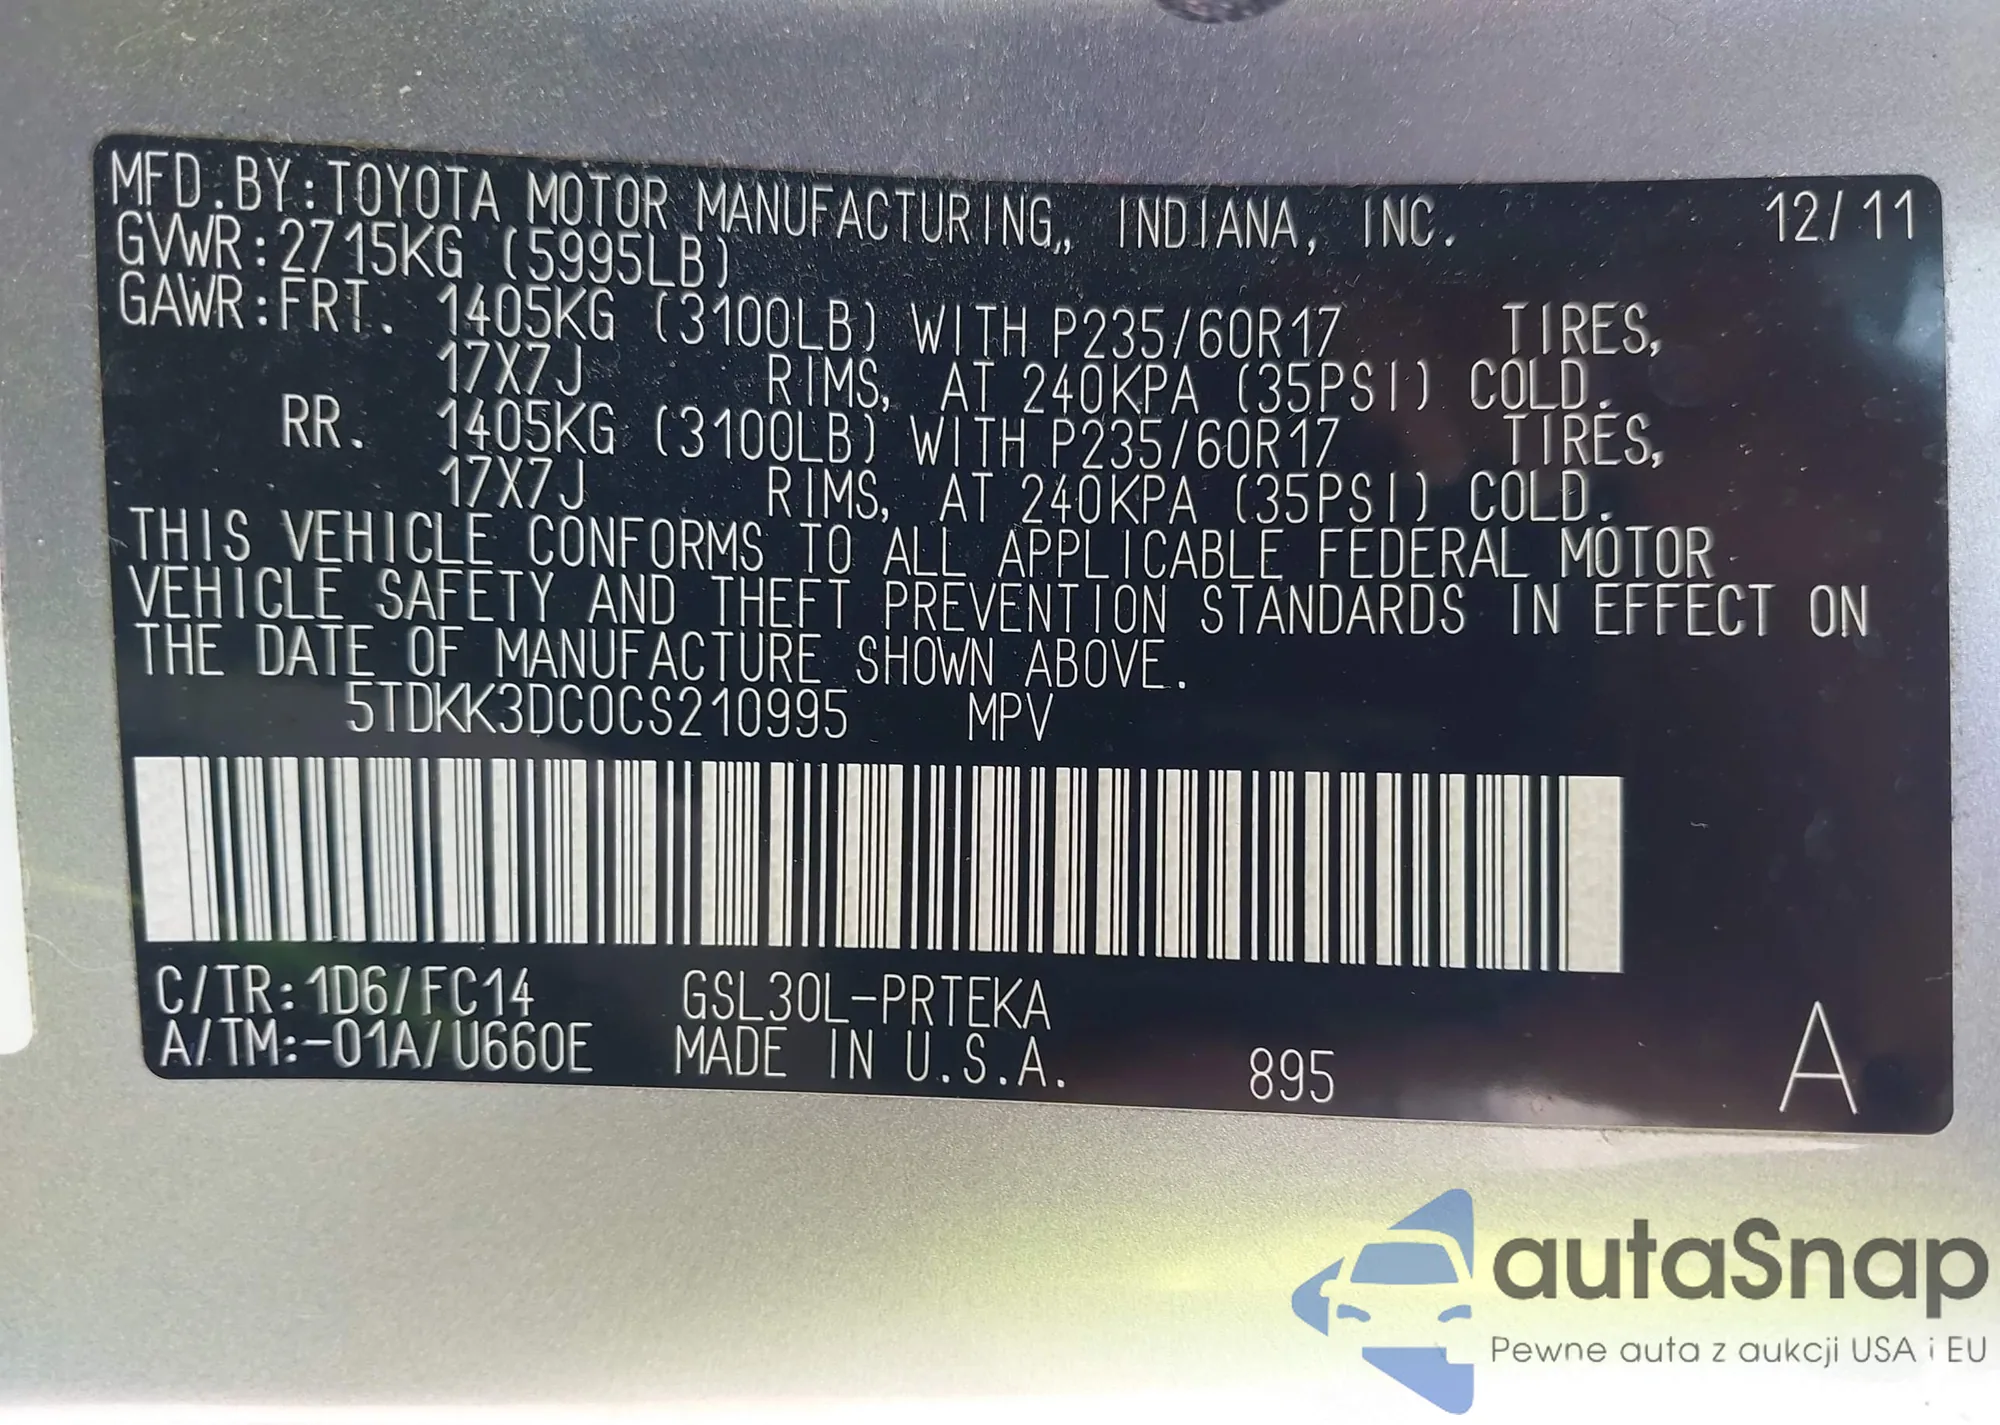 MFD. BY: TOYOTA MOTOR MANUFACTURING,, INDIANA, INC. 12/11
GVWR: 2715KG (5995LB)
GAWR: FRT. 1405KG (3100LB) WITH P235/60R17 TIRES,
17X7J RIMS, AT 240KPA (35PSI) COLD.
RR. 1405KG (3100LB) WITH P235/60R17 TIRES,
17X7J RIMS, AT 240KPA (35PSI) COLD.
THIS VEHICLE CONFORMS TO ALL APPLICABLE FEDERAL MOTOR
VEHICLE SAFETY AND THEFT PREVENTION STANDARDS IN EFFECT ON
THE DATE OF MANUFACTURE SHOWN ABOVE.
5TDKK3DC0CS210995 MPV
C/TR: 1D6/FC14 GSL30L-PRTEKA
A/TM: -01A/U660E MADE IN U.S.A. 895 A
autaSnap
Pewne auta z aukcji USA i EU